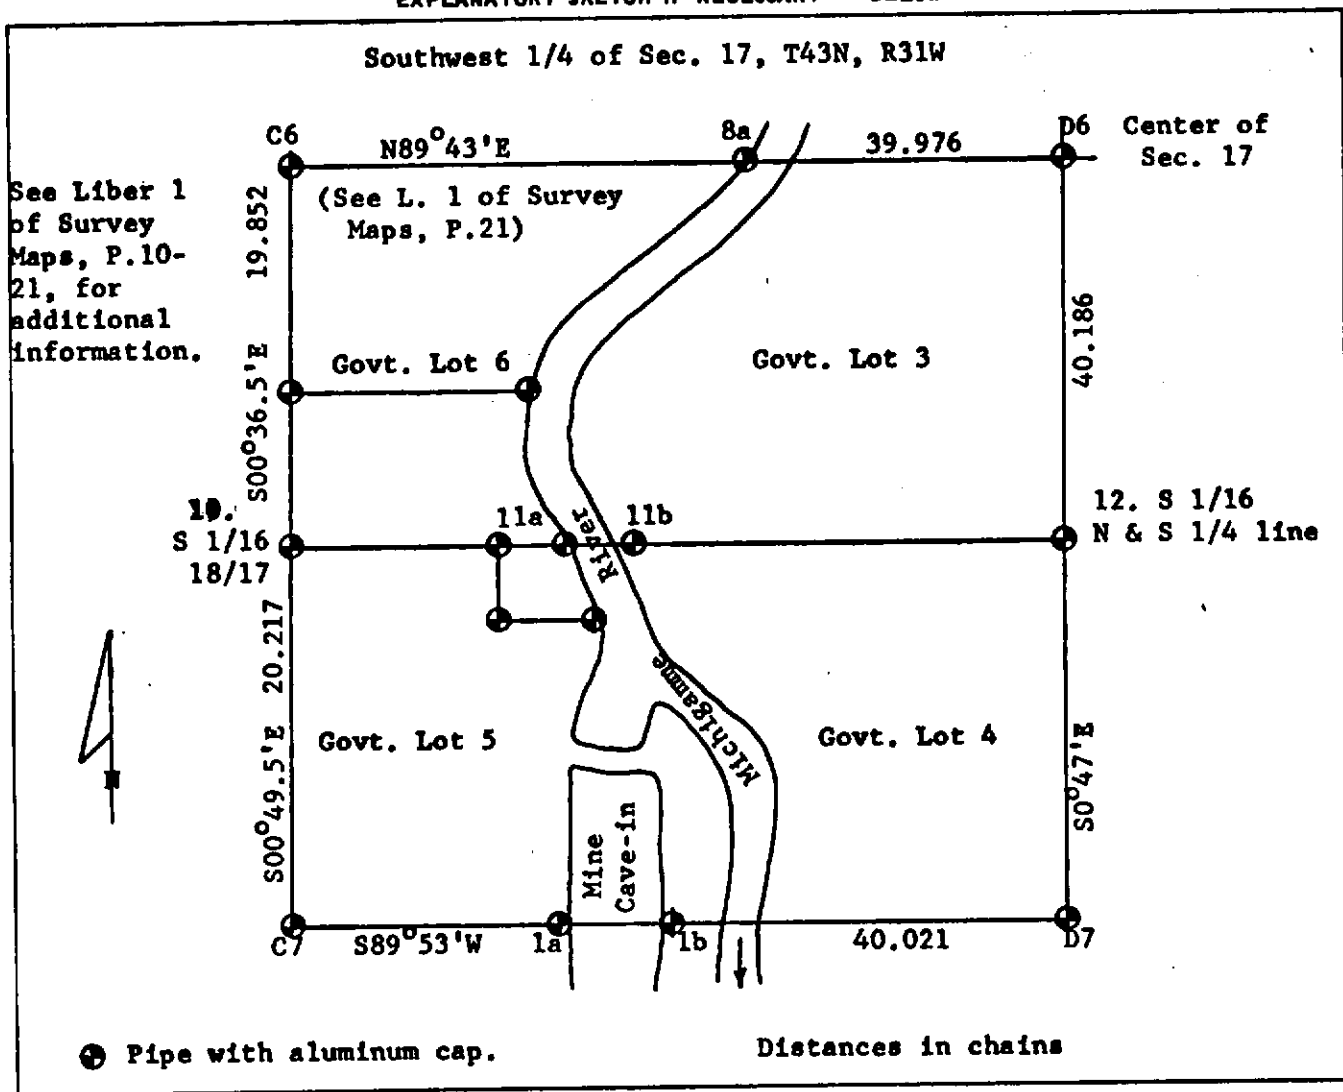 Southwest 1/4 of Sec. 17, T43N, R31W
C6
N89°43'E
8a
39.976
D6
Center of
Sec. 17
See Liber 1
of Survey
Maps, P.10-
21, for
additional
information.
19.852
(See L. 1 of Survey
Maps, P.21)
S00°36.5'E
Govt. Lot 6
Govt. Lot 3
40.186
10.
S 1/16
18/17
11a
River
11b
12. S 1/16
N & S 1/4 line
20.217
S00°49.5'E
Govt. Lot 5
Michigamme
Govt. Lot 4
S0°47'E
N
Mine
Cave-in
C7
S89°53'W
1a
1b
40.021
D7
Pipe with aluminum cap.
Distances in chains